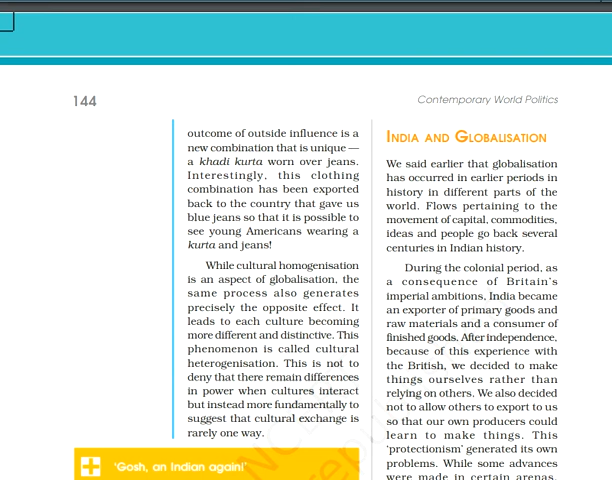 144
Contemporary World Politics
outcome of outside influence is a
new combination that is unique —
a khadi kurta worn over jeans.
Interestingly, this clothing
combination has been exported
back to the country that gave us
blue jeans so that it is possible to
see young Americans wearing a
kurta and jeans!
While cultural homogenisation
is an aspect of globalisation, the
same process also generates
precisely the opposite effect. It
leads to each culture becoming
more different and distinctive. This
phenomenon is called cultural
heterogenisation. This is not to
deny that there remain differences
in power when cultures interact
but instead more fundamentally to
suggest that cultural exchange is
rarely one way.
'Gosh, an Indian again!'
INDIA AND GLOBALISATION
We said earlier that globalisation
has occurred in earlier periods in
history in different parts of the
world. Flows pertaining to the
movement of capital, commodities,
ideas and people go back several
centuries in Indian history.
During the colonial period, as
a consequence of Britain's
imperial ambitions, India became
an exporter of primary goods and
raw materials and a consumer of
finished goods. After independence,
because of this experience with
the British, we decided to make
things ourselves rather than
relying on others. We also decided
not to allow others to export to us
so that our own producers could
learn to make things. This
'protectionism' generated its own
problems. While some advances
were made in certain arenas,